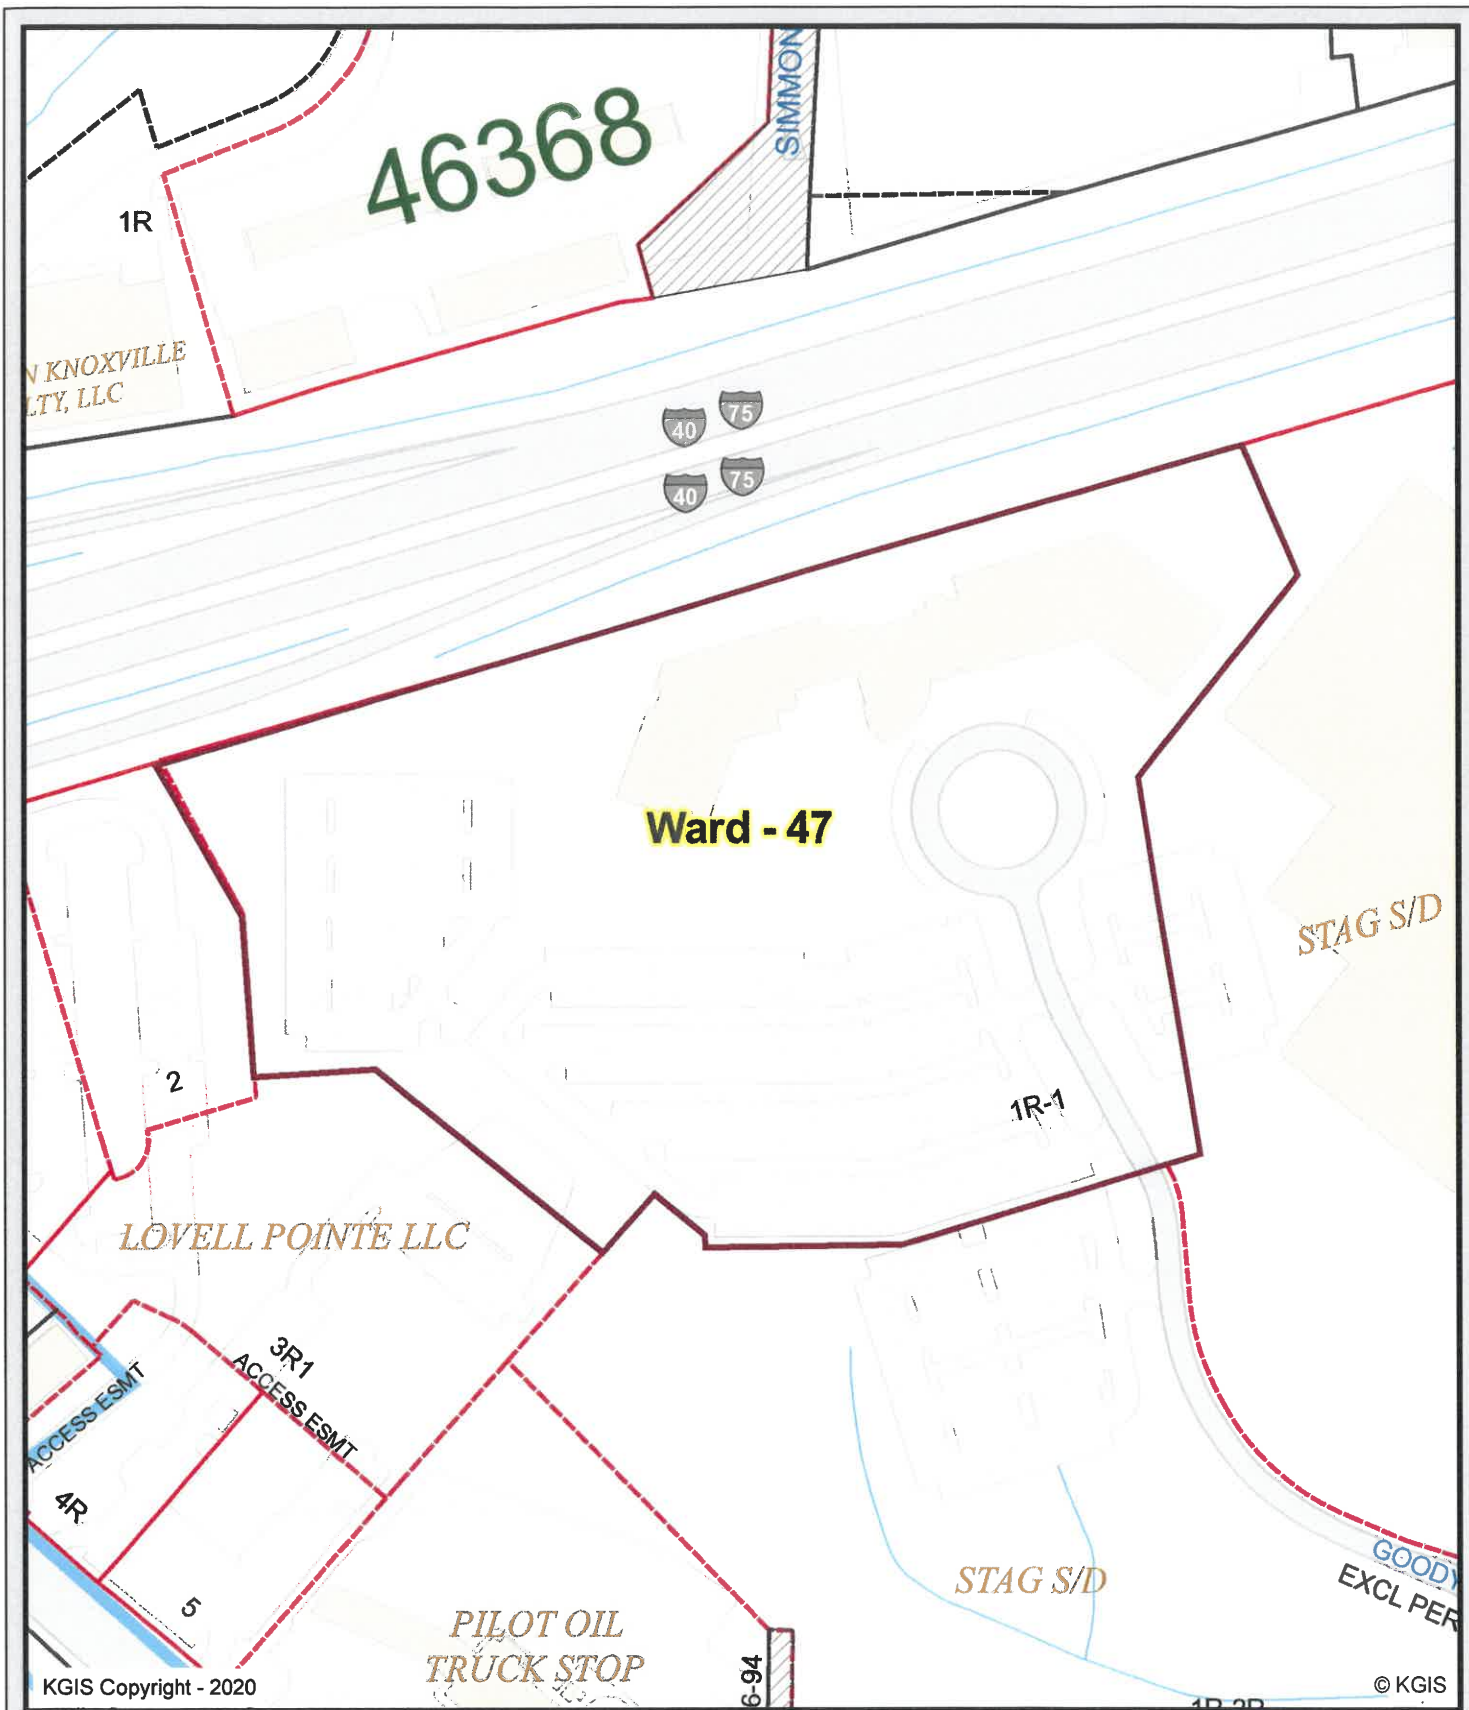 SIMMON
46368
1R
N KNOXVILLE
LTY, LLC
40
75
40
75
Ward - 47
STAG S/D
2
1R-1
LOVELL POINTE LLC
3R1
ACCESS ESMT
ACCESS ESMT
4R
5
STAG S/D
GOODY
EXCL PER
PILOT OIL
TRUCK STOP
6-94
KGIS Copyright - 2020
© KGIS